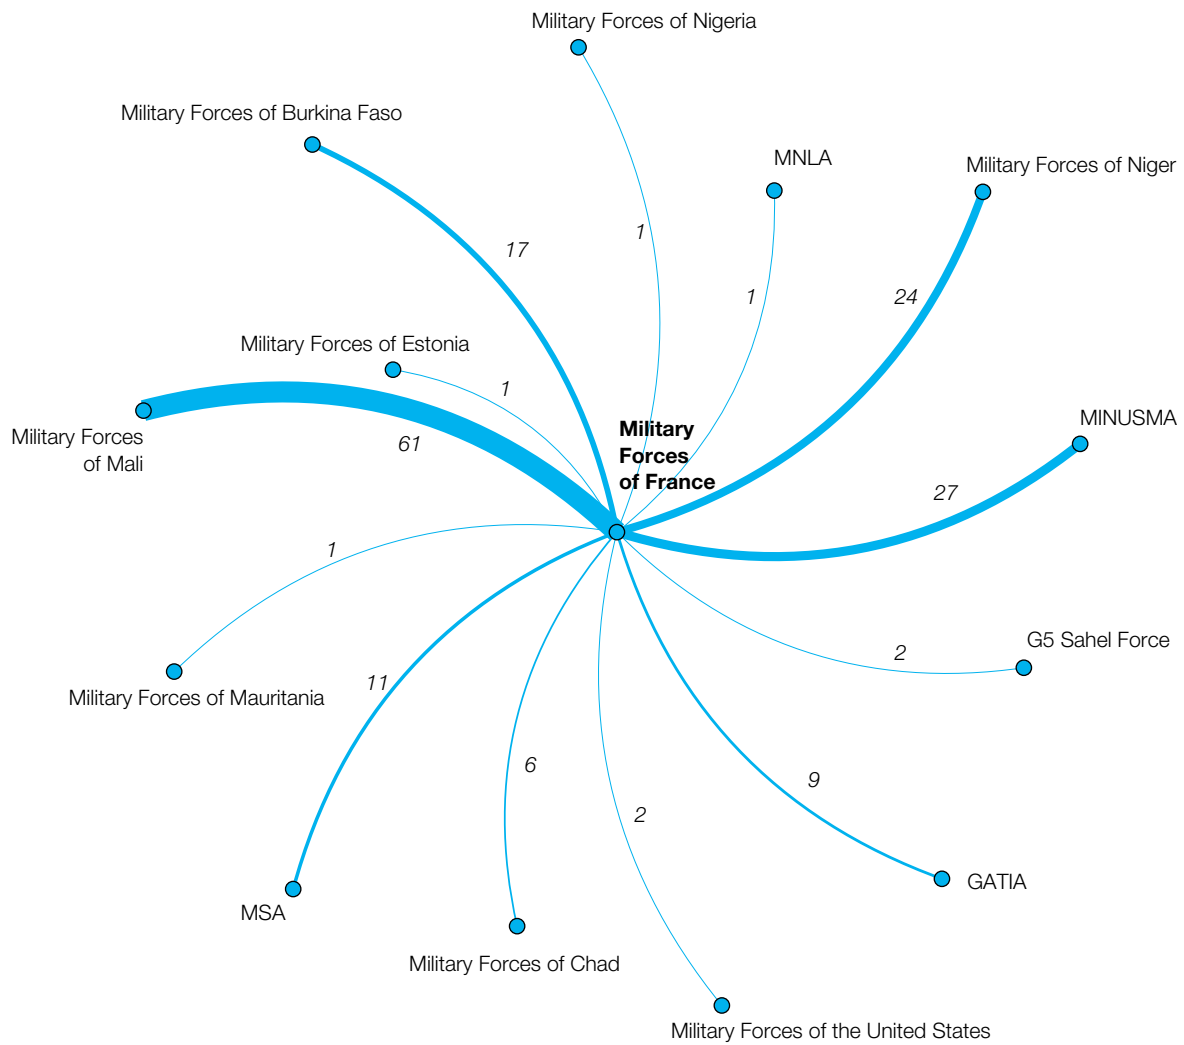 Military Forces of Nigeria
Military Forces of Burkina Faso
MNLA
Military Forces of Niger
1
17
1
24
Military Forces of Estonia
1
Military Forces
of Mali
61
Military
Forces
of France
MINUSMA
27
1
Military Forces of Mauritania
2
G5 Sahel Force
11
6
2
9
MSA
GATIA
Military Forces of Chad
Military Forces of the United States